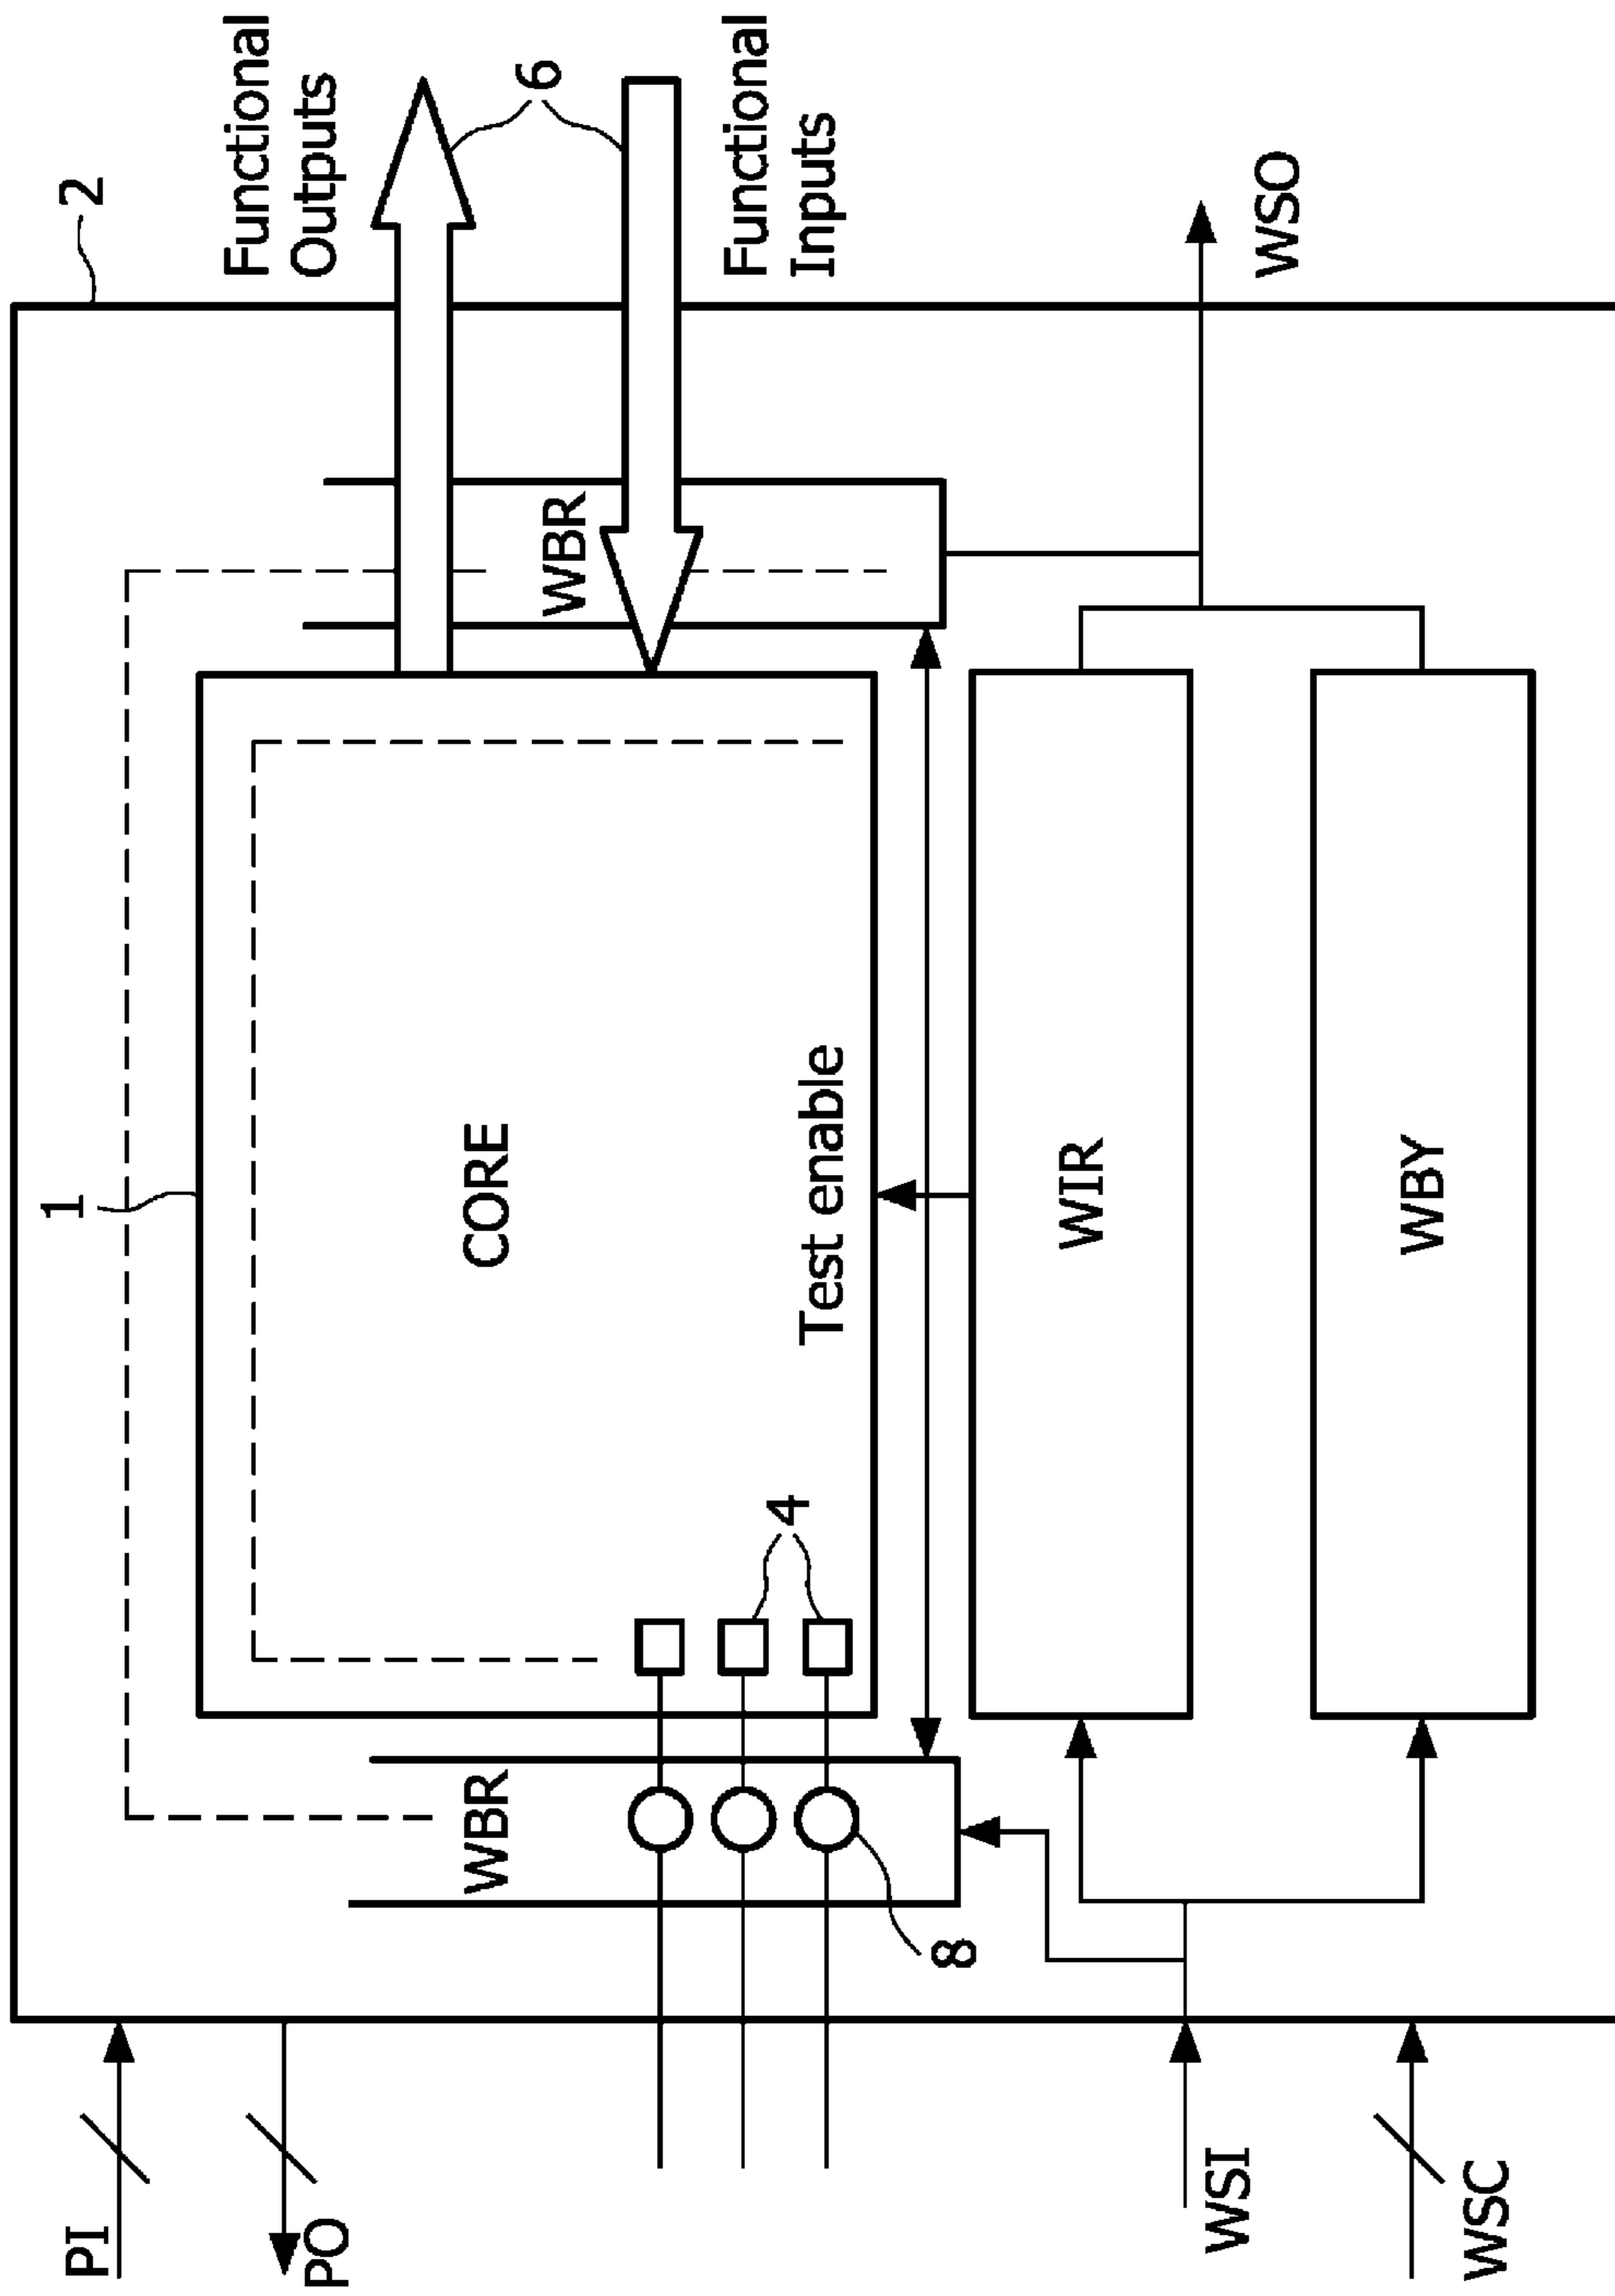 2
1
PI
PO
Functional
Outputs
6
CORE
WBR
WBR
Functional
Inputs
4
Test enable
8
WIR
WSI
WSO
WBY
WSC